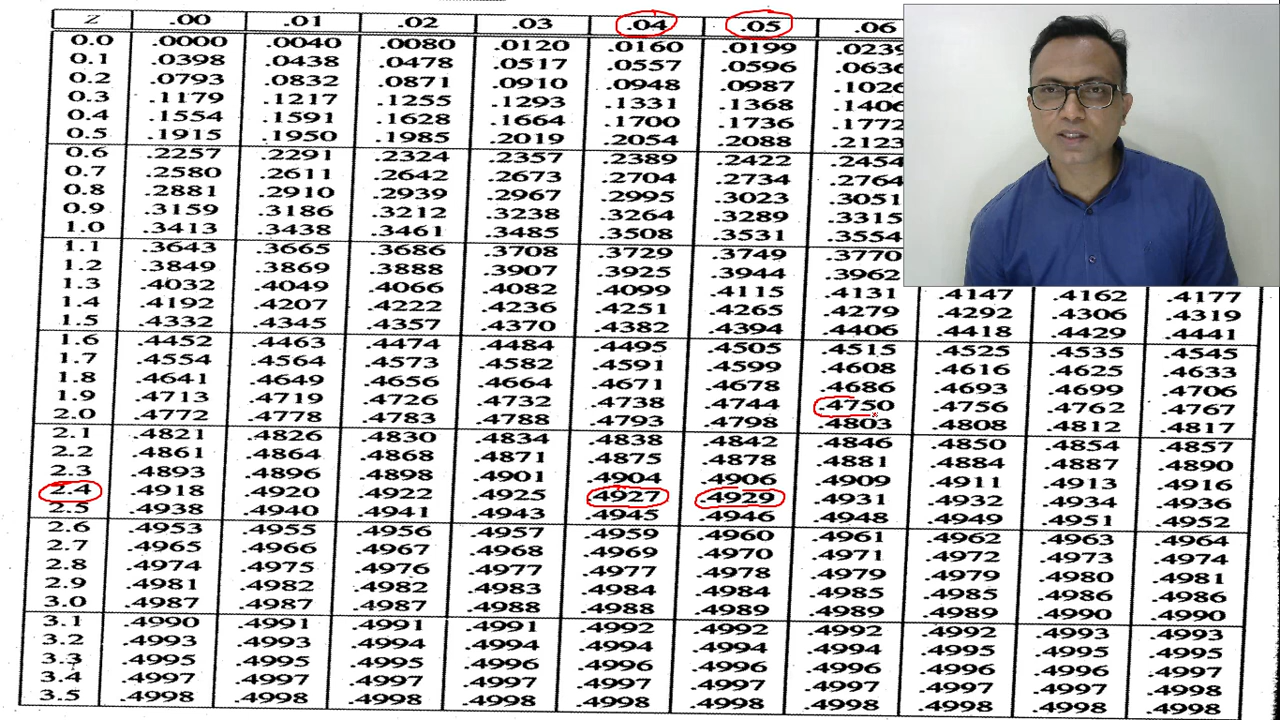 z .00 .01 .02 .03 .04 .05 .06
0.0 .0000 .0040 .0080 .0120 .0160 .0199
0.1 .0398 .0438 .0478 .0517 .0557 .0596
0.2 .0793 .0832 .0871 .0910 .0948 .0987 .1026
0.3 .1179 .1217 .1255 .1293 .1331 .1368 .1406
0.4 .1554 .1591 .1628 .1664 .1700 .1736 .1772
0.5 .1915 .1950 .1985 .2019 .2054 .2088 .2123
0.6 .2257 .2291 .2324 .2357 .2389 .2422 .2454
0.7 .2580 .2611 .2642 .2673 .2704 .2734 .2764
0.8 .2881 .2910 .2939 .2967 .2995 .3023 .3051
0.9 .3159 .3186 .3212 .3238 .3264 .3289 .3315
1.0 .3413 .3438 .3461 .3485 .3508 .3531 .3554
1.1 .3643 .3665 .3686 .3708 .3729 .3749 .3770
1.2 .3849 .3869 .3888 .3907 .3925 .3944 .3962
1.3 .4032 .4049 .4066 .4082 .4099 .4115 .4131 .4147 .4162 .4177
1.4 .4192 .4207 .4222 .4236 .4251 .4265 .4279 .4292 .4306 .4319
1.5 .4332 .4345 .4357 .4370 .4382 .4394 .4406 .4418 .4429 .4441
1.6 .4452 .4463 .4474 .4484 .4495 .4505 .4515 .4525 .4535 .4545
1.7 .4554 .4564 .4573 .4582 .4591 .4599 .4608 .4616 .4625 .4633
1.8 .4641 .4649 .4656 .4664 .4671 .4678 .4686 .4693 .4699 .4706
1.9 .4713 .4719 .4726 .4732 .4738 .4744 .4750 .4756 .4762 .4767
2.0 .4772 .4778 .4783 .4788 .4793 .4798 .4803 .4808 .4812 .4817
2.1 .4821 .4826 .4830 .4834 .4838 .4842 .4846 .4850 .4854 .4857
2.2 .4861 .4864 .4868 .4871 .4875 .4878 .4881 .4884 .4887 .4890
2.3 .4893 .4896 .4898 .4901 .4904 .4906 .4909 .4911 .4913 .4916
2.4 .4918 .4920 .4922 .4925 .4927 .4929 .4931 .4932 .4934 .4936
2.5 .4938 .4940 .4941 .4943 .4945 .4946 .4948 .4949 .4951 .4952
2.6 .4953 .4955 .4956 .4957 .4959 .4960 .4961 .4962 .4963 .4964
2.7 .4965 .4966 .4967 .4968 .4969 .4970 .4971 .4972 .4973 .4974
2.8 .4974 .4975 .4976 .4977 .4977 .4978 .4979 .4979 .4980 .4981
2.9 .4981 .4982 .4982 .4983 .4984 .4984 .4985 .4985 .4986 .4986
3.0 .4987 .4987 .4987 .4988 .4988 .4989 .4989 .4989 .4990 .4990
3.1 .4990 .4991 .4991 .4991 .4992 .4992 .4992 .4992 .4993 .4993
3.2 .4993 .4993 .4994 .4994 .4994 .4994 .4994 .4995 .4995 .4995
3.3 .4995 .4995 .4995 .4996 .4996 .4996 .4996 .4996 .4996 .4997
3.4 .4997 .4997 .4997 .4997 .4997 .4997 .4997 .4997 .4997 .4998
3.5 .4998 .4998 .4998 .4998 .4998 .4998 .4998 .4998 .4998 .4998